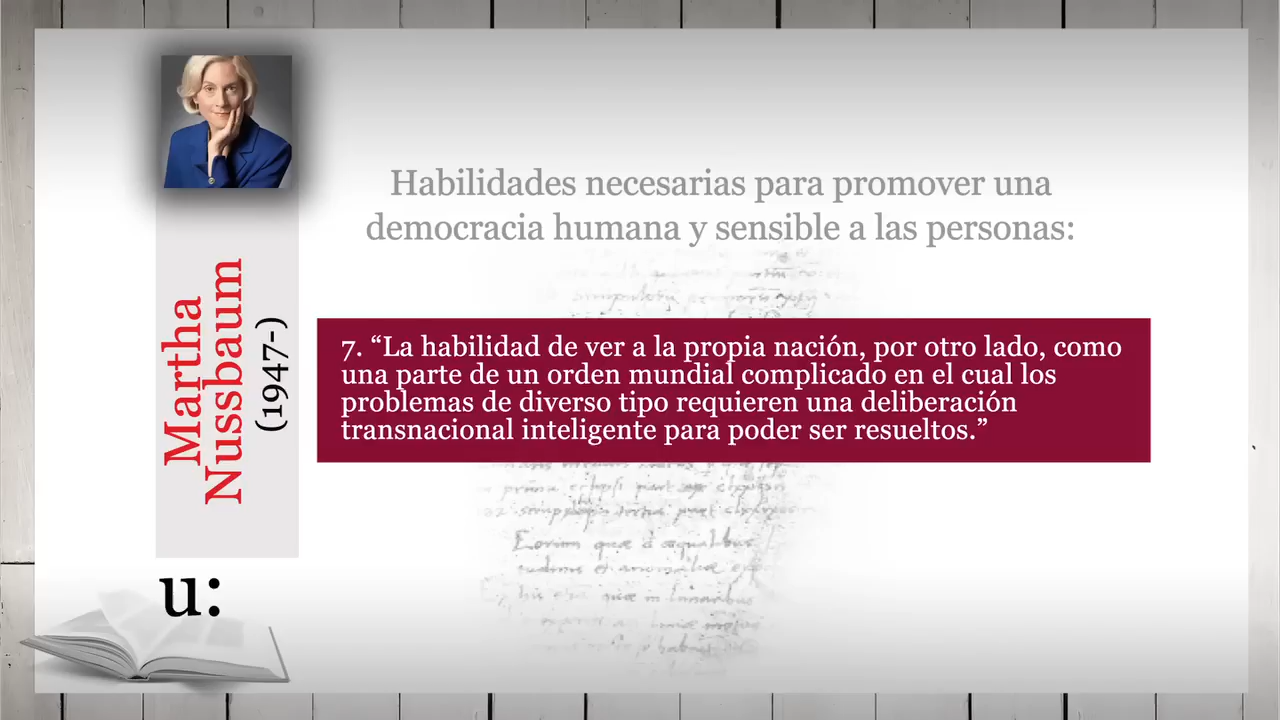 Martha
Nussbaum
(1947-)
Habilidades necesarias para promover una
democracia humana y sensible a las personas:
7. “La habilidad de ver a la propia nación, por otro lado, como
una parte de un orden mundial complicado en el cual los
problemas de diverso tipo requieren una deliberación
transnacional inteligente para poder ser resueltos.”
u: